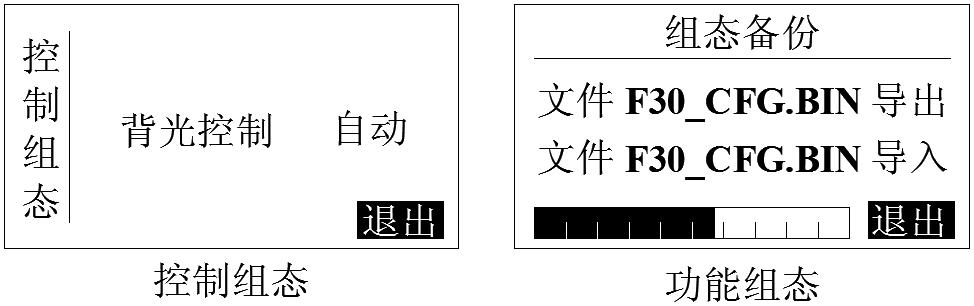 控制组态
背光控制 自动
退出
控制组态
组态备份
文件 F30_CFG.BIN 导出
文件 F30_CFG.BIN 导入
退出
功能组态